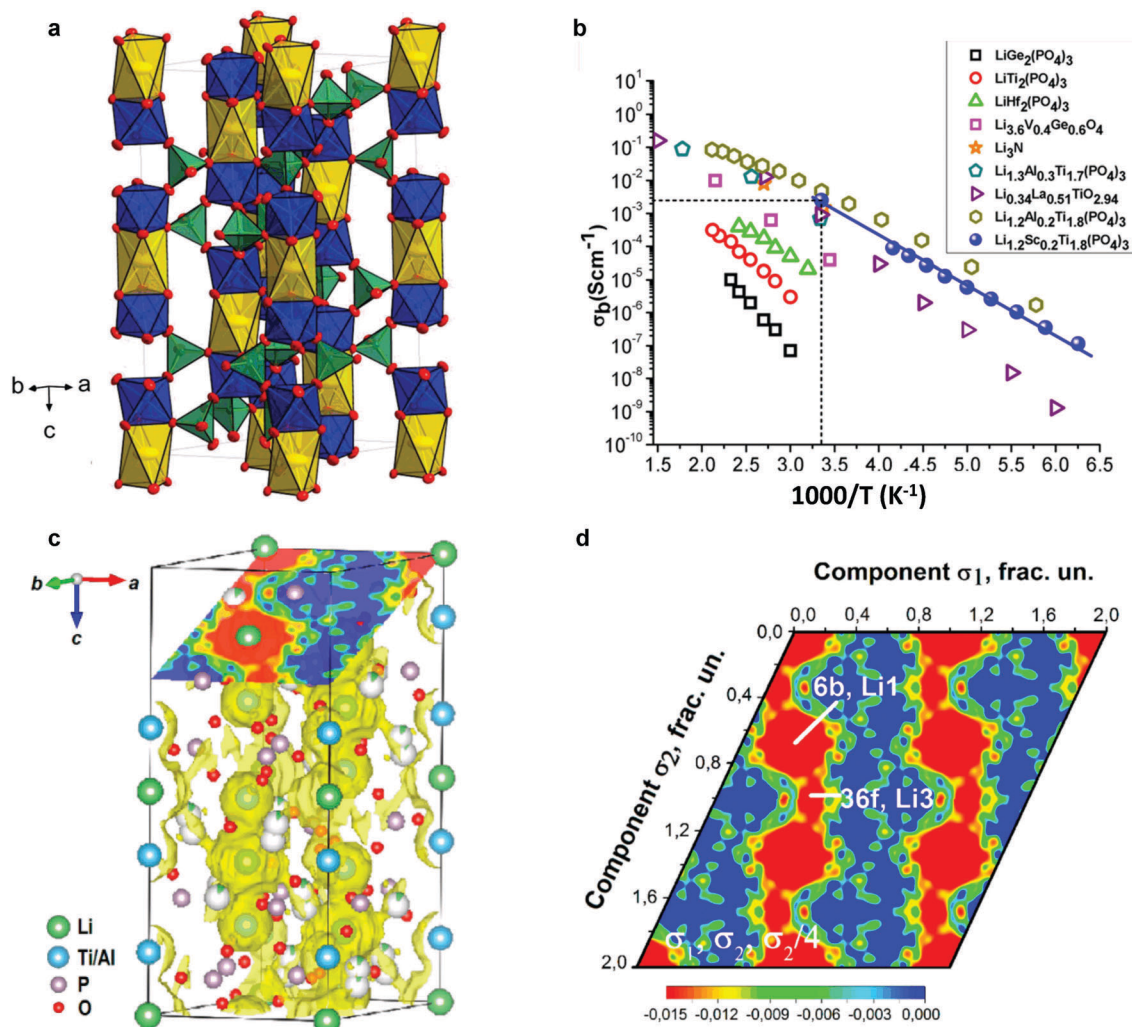 a
b a
c
b
LiGe2(PO4)3
LiTi2(PO4)3
LiHf2(PO4)3
Li3.6V0.4Ge0.6O4
Li3N
Li1.3Al0.3Ti1.7(PO4)3
Li0.34La0.51TiO2.94
Li1.2Al0.2Ti1.8(PO4)3
Li1.2Sc0.2Ti1.8(PO4)3
10^1
10^0
10^-1
10^-2
10^-3
10^-4
10^-5
10^-6
10^-7
10^-8
10^-9
10^-10
σb(Scm^-1)
1.5 2.0 2.5 3.0 3.5 4.0 4.5 5.0 5.5 6.0 6.5
1000/T (K^-1)
c
b a
c
Li
Ti/Al
P
O
d
Component σ1, frac. un.
0,0 0,4 0,8 1,2 1,6 2,0
0,0
0,4
0,8
1,2
1,6
2,0
Component σ2, frac. un.
6b, Li1
36f, Li3
σ1, σ2, σ2/4
-0,015 -0,012 -0,009 -0,006 -0,003 0,000